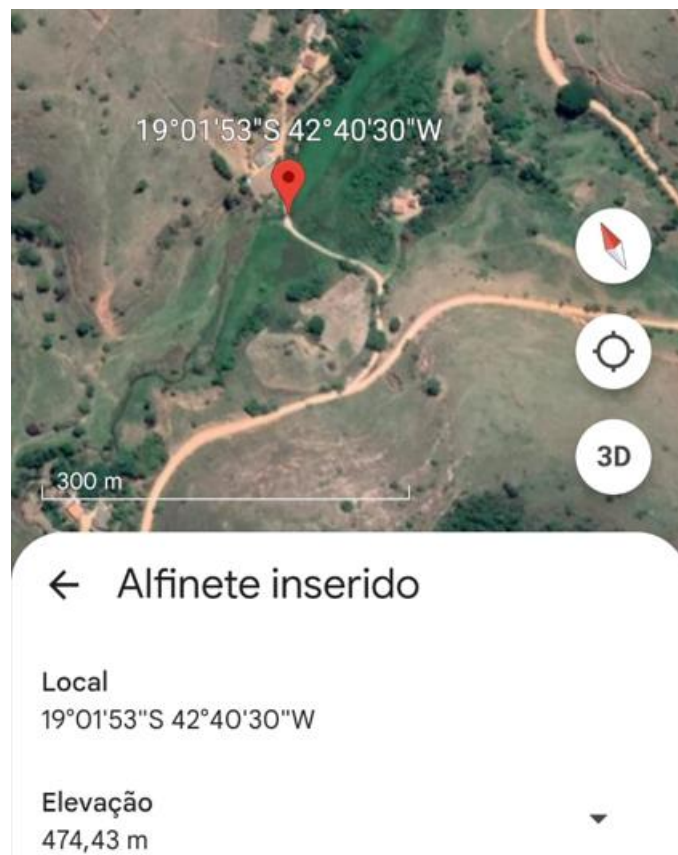 19°01'53"S 42°40'30"W
3D
300 m
Alfinete inserido
Local
19°01'53"S 42°40'30"W
Elevação
474,43 m